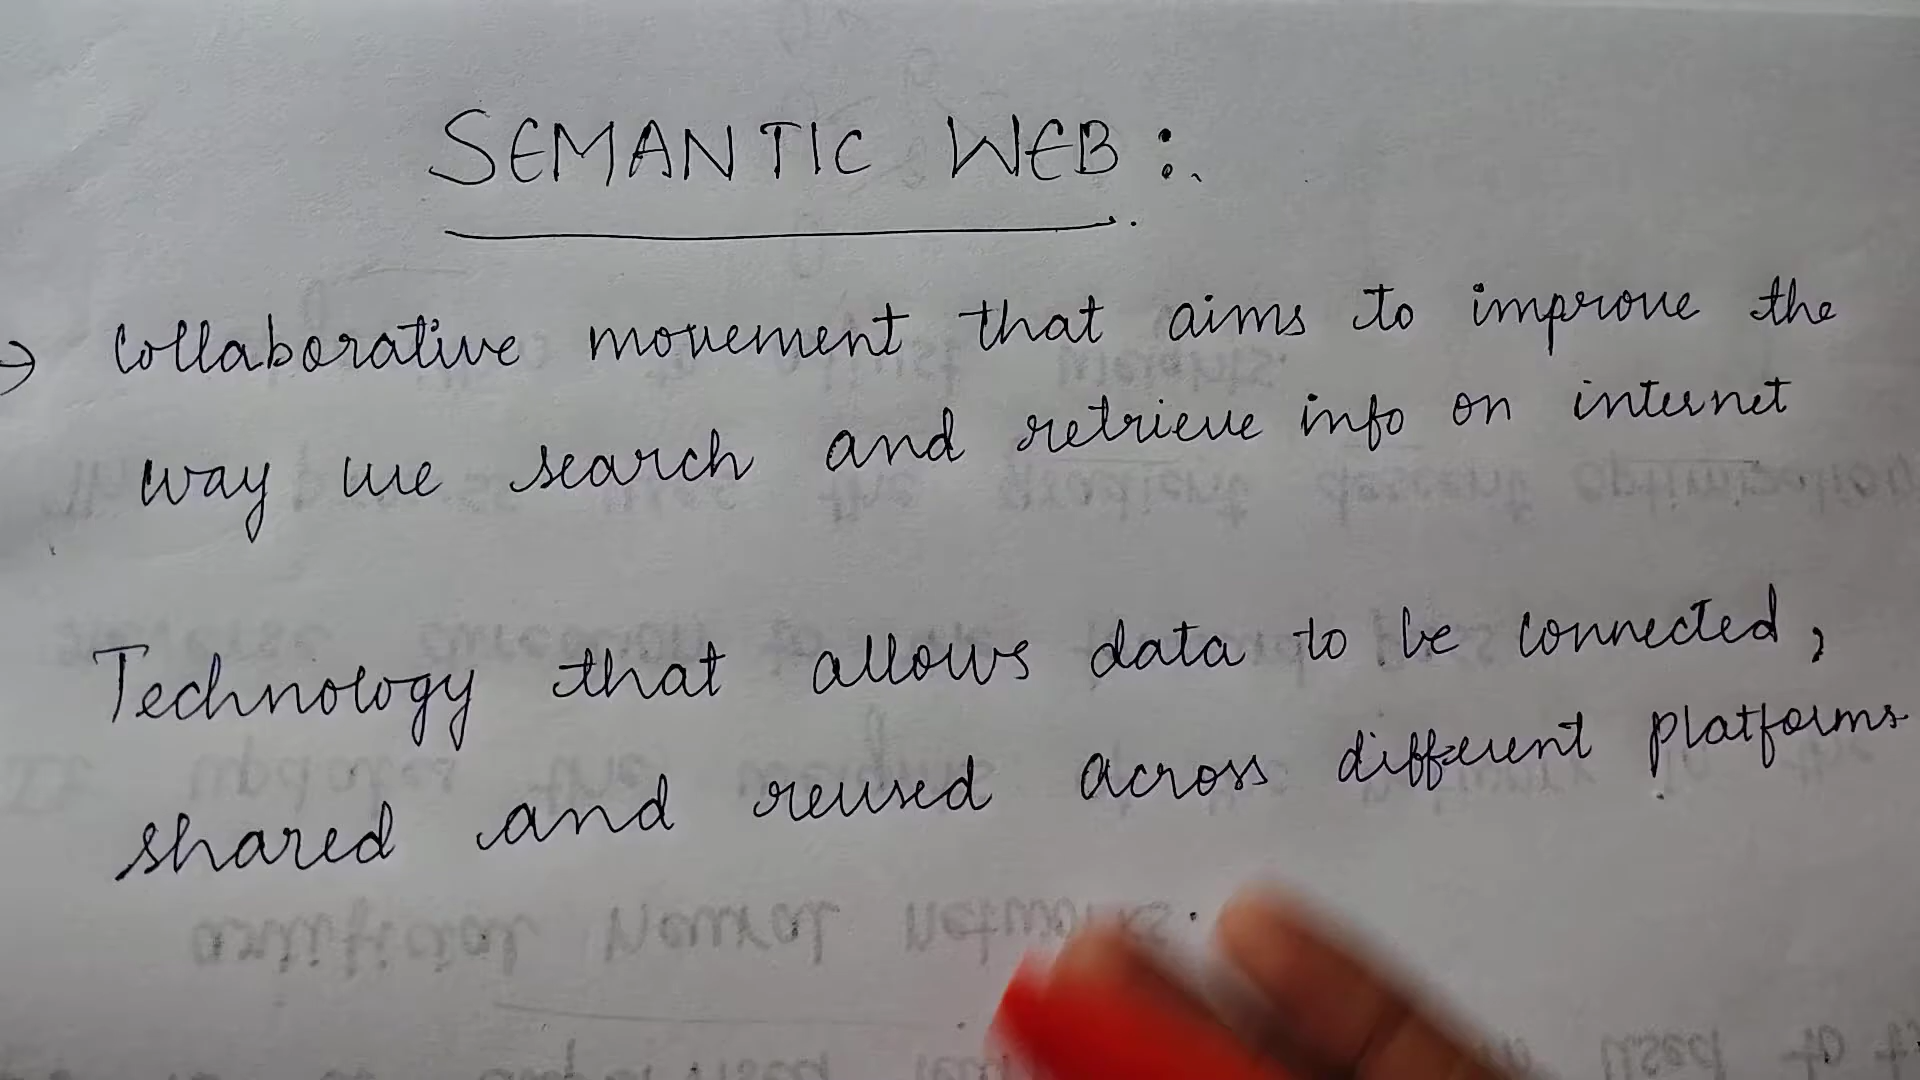 SEMANTIC WEB :
→ Collaborative movement that aims to improve the
way we search and retrieve info on internet
Technology that allows data to be connected,
shared and reused across different platforms